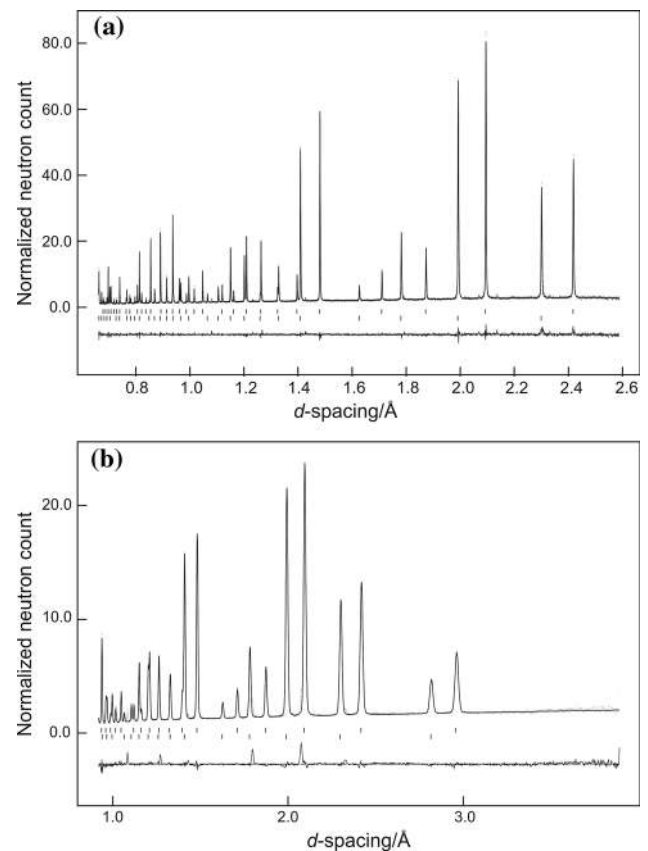 (a)
80.0
60.0
40.0
20.0
0.0
Normalized neutron count
0.8 1.0 1.2 1.4 1.6 1.8 2.0 2.2 2.4 2.6
d-spacing/Å
(b)
20.0
10.0
0.0
Normalized neutron count
1.0 2.0 3.0
d-spacing/Å